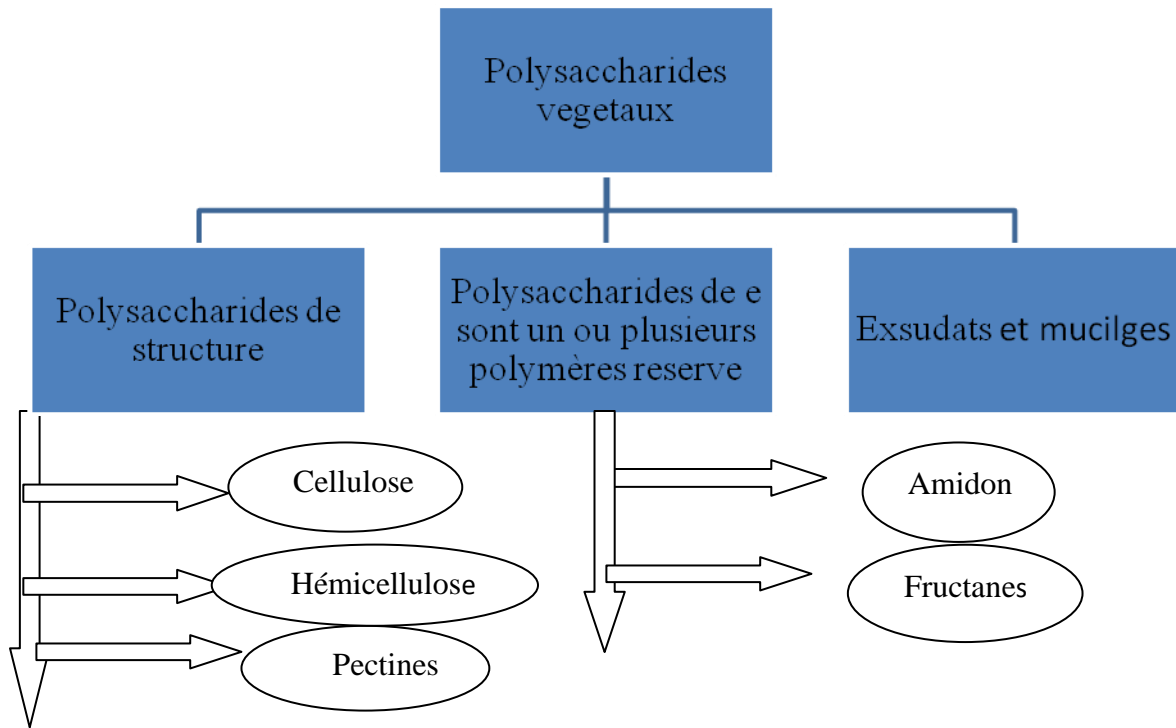 Polysaccharides
vegetaux
Polysaccharides de
structure
Polysaccharides de e
sont un ou plusieurs
polymères reserve
Exsudats et mucilges
Cellulose
Hémicellulose
Pectines
Amidon
Fructanes